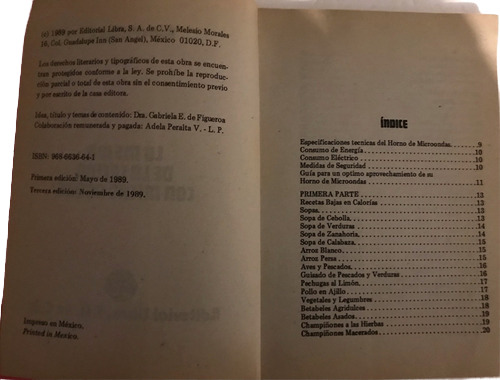 (c) 1989 por Editorial Libra, S. A. de C.V., Melesio Morales
16, Col. Guadalupe Inn (San Angel), México 01020, D.F.
Los derechos literarios y tipográficos de esta obra se encuen-
tran protegidos conforme a la ley. Se prohíbe la reproduc-
ción parcial o total de esta obra sin consentimiento previo
y por escrito de la casa editora.
Idea, título y temas de contenido: Dra. Gabriela E. de Figueroa
Colaboración remunerada y pagada: Adela Peralta V. - L. P.
ISBN: 968-6636-64-1
Primera edición: Mayo de 1989.
Tercera edición: Noviembre de 1989.
Impreso en México.
Printed in Mexico.
ÍNDICE
Especificaciones tecnicas del Horno de Microondas. .9
Consumo de Energía .10
Consumo Eléctrico .10
Medidas de Seguridad .10
Guía para un optimo aprovechamiento de su
Horno de Microondas .11
PRIMERA PARTE .13
Recetas Bajas en Calorías .13
Sopas. .13
Sopa de Cebolla. .13
Sopa de Verduras .14
Sopa de Zanahoria. .14
Sopa de Calabaza .15
Arroz Blanco. .15
Arroz Persa .15
Aves y Pescados. .16
Guisado de Pescados y Verduras .16
Pechugas al Limón. .17
Pollo en Ajillo .17
Vegetales y Legumbres .18
Betabeles Agridulces .18
Betabeles Asados. .19
Champiñones a las Hierbas .19
Champiñones Macerados .20